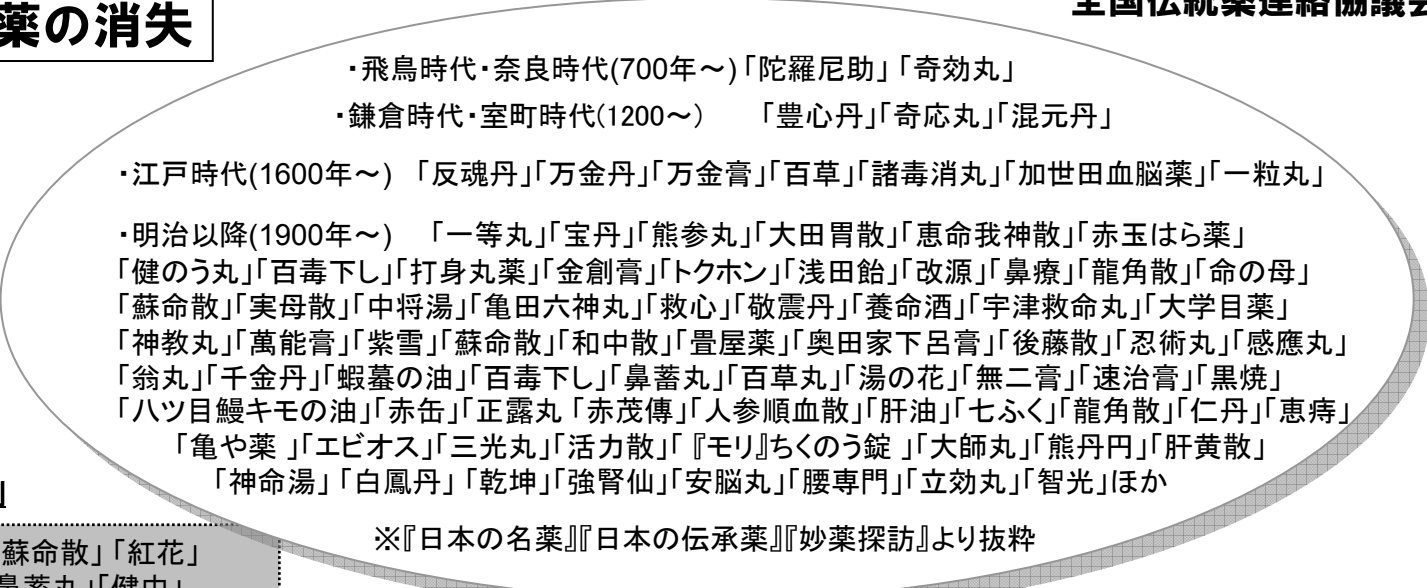 薬の消失
全国伝統薬連絡協議会
・飛鳥時代・奈良時代(700年～)「陀羅尼助」「奇効丸」
・鎌倉時代・室町時代(1200～)　「豊心丹」「奇応丸」「混元丹」
・江戸時代(1600年～)　「反魂丹」「万金丹」「万金膏」「百草」「諸毒消丸」「加世田血脳薬」「一粒丸」
・明治以降(1900年～)　「一等丸」「宝丹」「熊参丸」「大田胃散」「恵命我神散」「赤玉はら薬」
「健のう丸」「百毒下し」「打身丸薬」「金創膏」「トクホン」「浅田飴」「改源」「鼻療」「龍角散」「命の母」
「蘇命散」「実母散」「中将湯」「亀田六神丸」「救心」「敬震丹」「養命酒」「宇津救命丸」「大学目薬」
「神教丸」「萬能膏」「紫雪」「蘇命散」「和中散」「畳屋薬」「奥田家下呂膏」「後藤散」「忍術丸」「感應丸」
「翁丸」「千金丹」「蝦蟇の油」「百毒下し」「鼻蓄丸」「百草丸」「湯の花」「無二膏」「速治膏」「黒焼」
「八ツ目鰻キモの油」「赤缶」「正露丸「赤茂傳」「人参順血散」「肝油」「七ふく」「龍角散」「仁丹」「恵痔」
「亀や薬 」「エビオス」「三光丸」「活力散」「『モリ』ちくのう錠 」「大師丸」「熊丹円」「肝黄散」
「神命湯」「白鳳丹」「乾坤」「強腎仙」「安脳丸」「腰専門」「立効丸」「智光」ほか
※『日本の名薬』『日本の伝承薬』『妙薬探訪』より抜粋
」
蘇命散」「紅花」
鼻蓄丸」「健中」